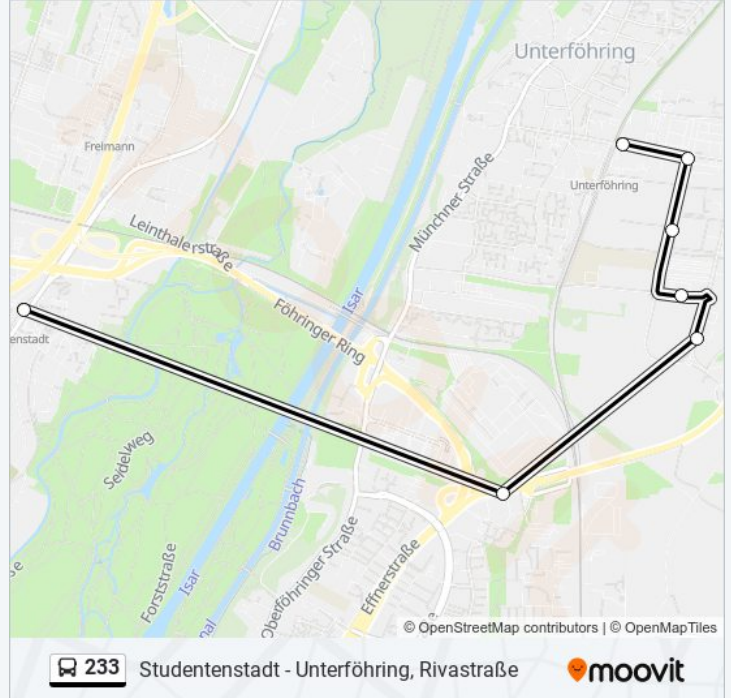 Unterföhring
Freimann
Münchner Straße
Unterföhring
Leinthalerstraße
Isar
Föhringer Ring
enstadt
Seidelweg
Brunnbach
Forststraße
Isar
Oberföhringer Straße
Effnerstraße
nal
© OpenStreetMap contributors | © OpenMapTiles
233 Studentenstadt - Unterföhring, Rivastraße moovit